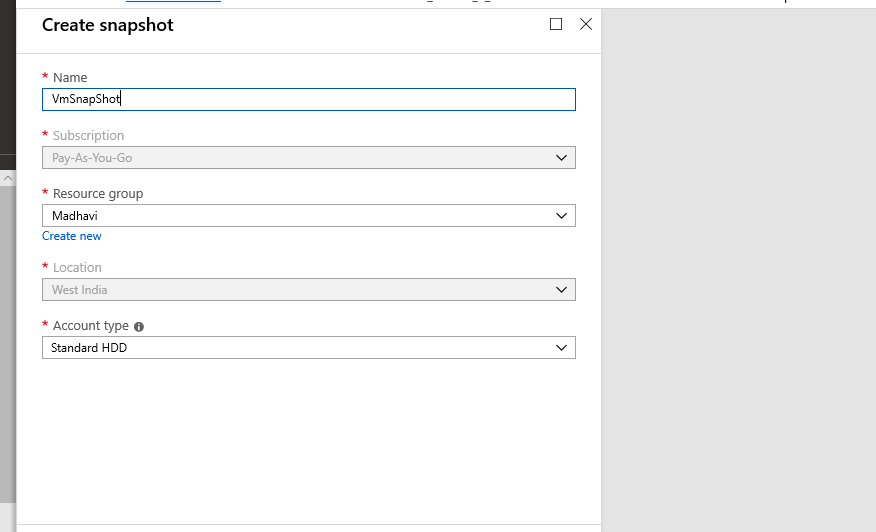 Create snapshot
* Name
VmSnapShot
* Subscription
Pay-As-You-Go
* Resource group
Madhavi
Create new
* Location
West India
* Account type
Standard HDD